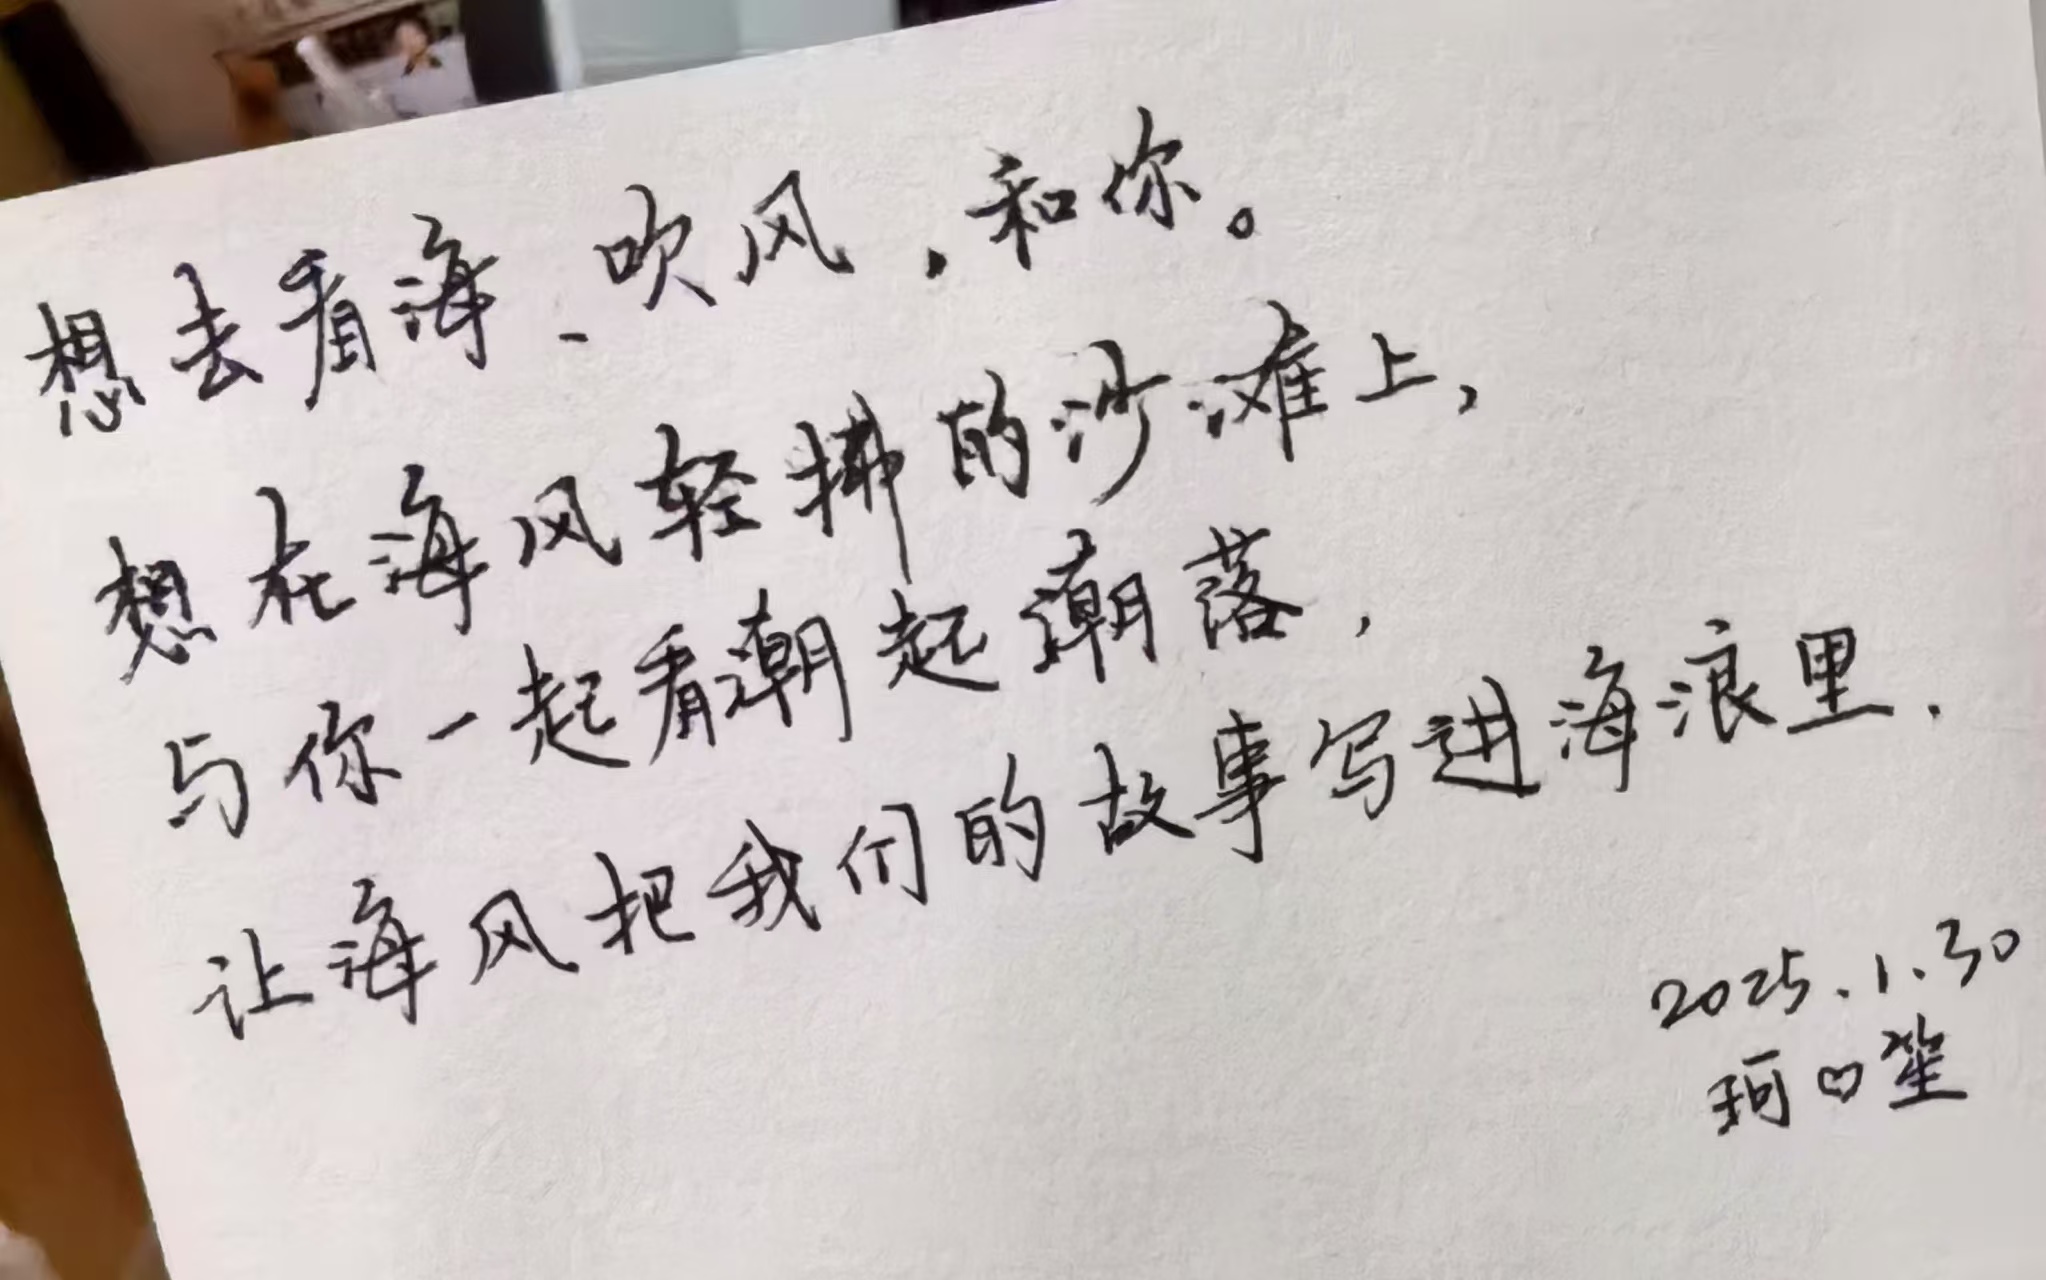 想去看海、吹风，和你。
想在海风轻拂的沙滩上，
与你一起看潮起潮落，
让海风把我们的故事写进海浪里.
2025.1.30
珂♡笙